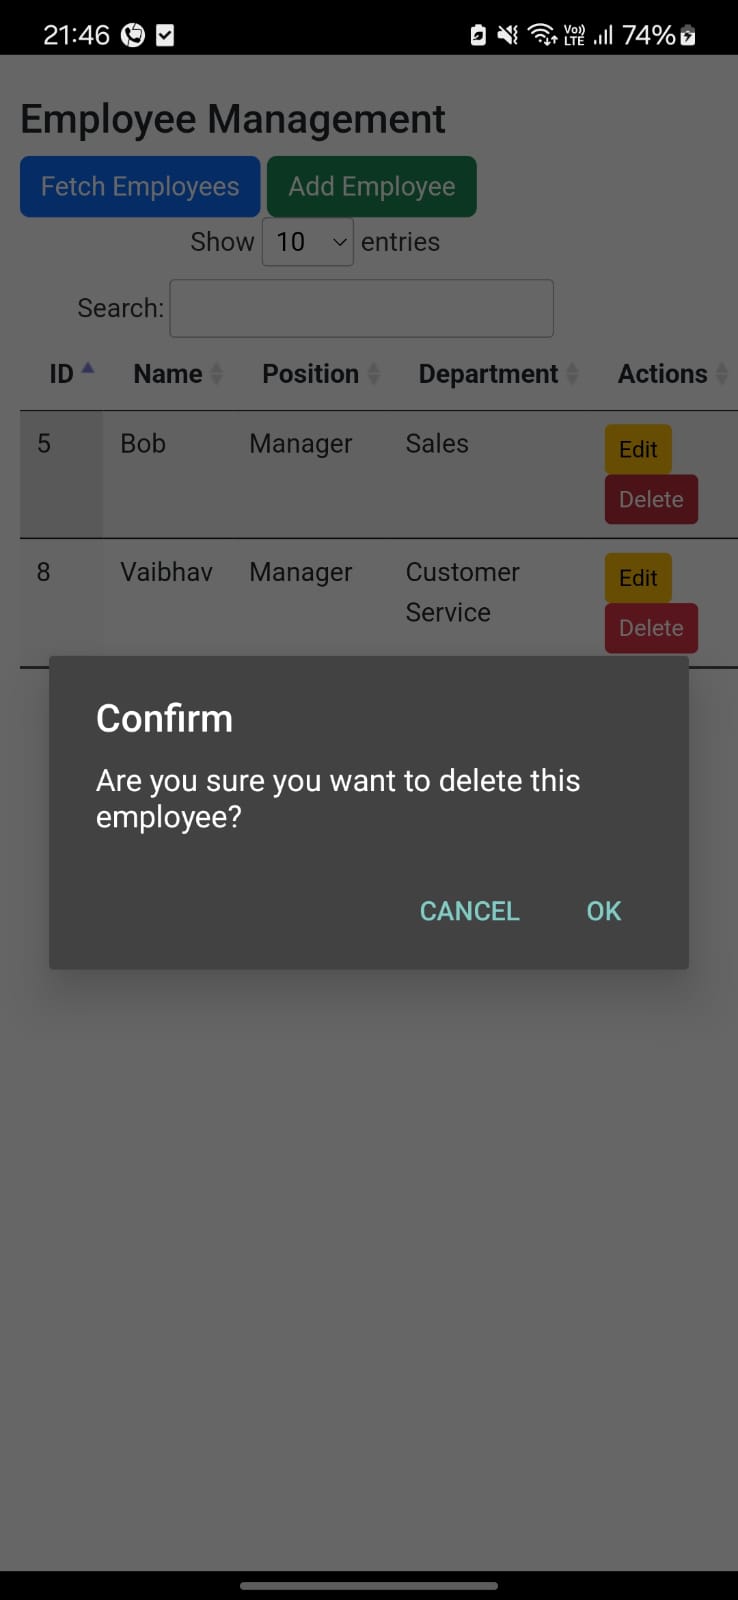 21:46 Vo)) LTE 74%
Employee Management
Fetch Employees Add Employee
Show 10 entries
Search:
ID Name Position Department Actions
5 Bob Manager Sales Edit
Delete
8 Vaibhav Manager Customer Edit
Service Delete
Confirm
Are you sure you want to delete this
employee?
CANCEL OK